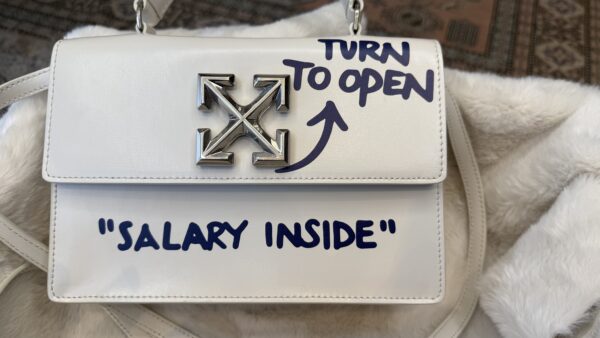 TURN
TO OPEN
"SALARY INSIDE"